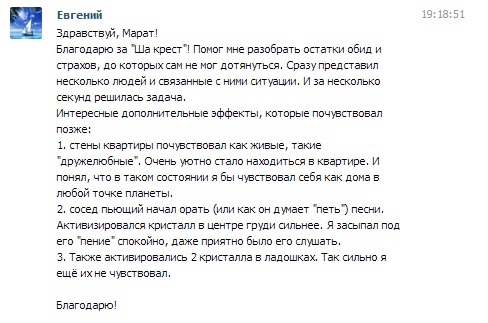 Евгений 19:18:51
Здравствуй, Марат!
Благодарю за "Ша крест"! Помог мне разобрать остатки обид и
страхов, до которых сам не мог дотянуться. Сразу представил
несколько людей и связанные с ними ситуации. И за несколько
секунд решилась задача.
Интересные дополнительные эффекты, которые почувствовал
позже:
1. стены квартиры почувствовал как живые, такие
"дружелюбные". Очень уютно стало находиться в квартире. И
понял, что в таком состоянии я бы чувствовал себя как дома в
любой точке планеты.
2. сосед пьющий начал орать (или как он думает "петь") песни.
Активизировался кристалл в центре груди сильнее. Я засыпал под
его "пение" спокойно, даже приятно было его слушать.
3. Также активировались 2 кристалла в ладошках. Так сильно я
ещё их не чувствовал.
Благодарю!